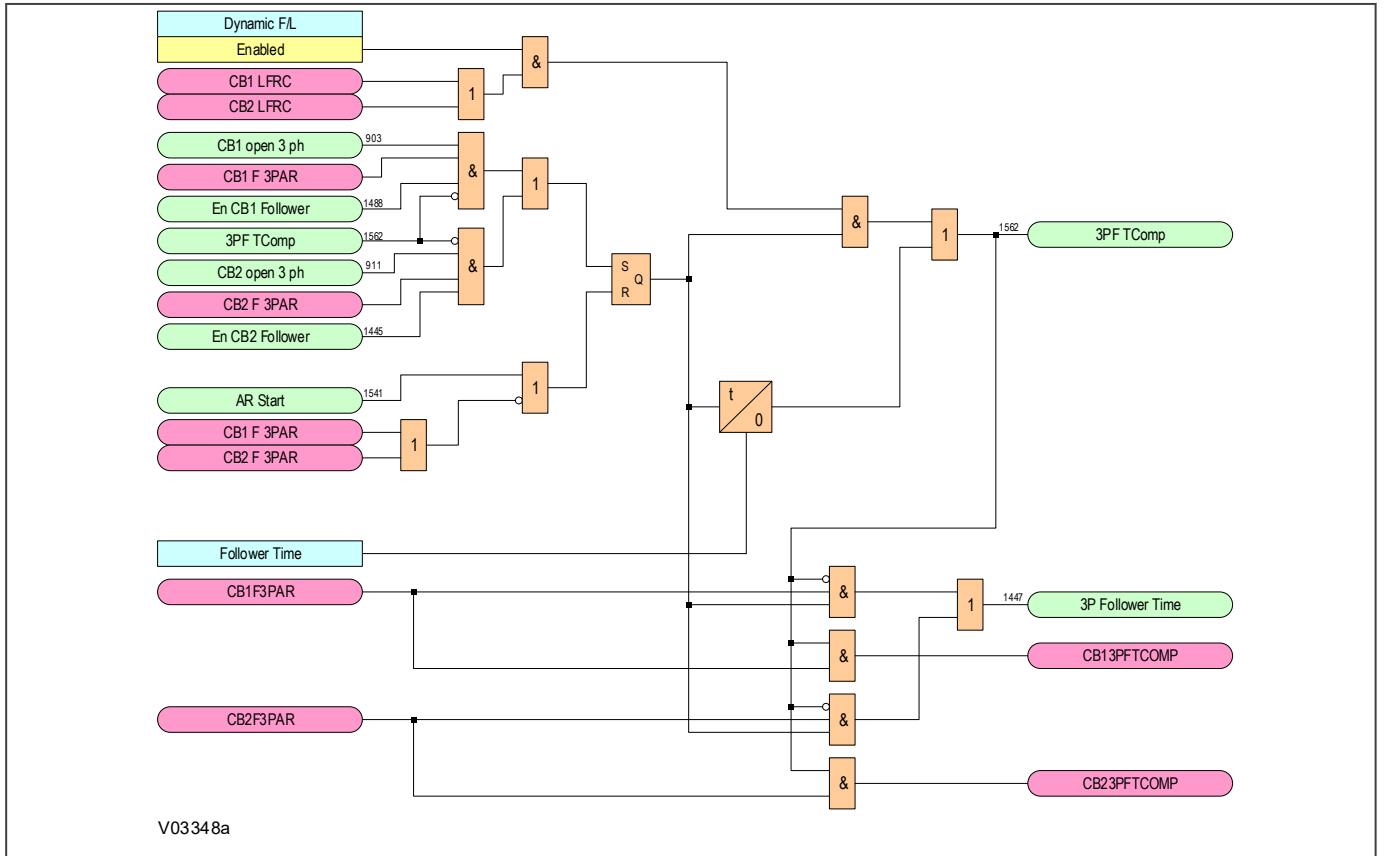 Dynamic F/L
Enabled
&
CB1 LFRC
1
CB2 LFRC
CB1 open 3 ph
903
CB1 F 3PAR
&
1
En CB1 Follower
1488
3PF TComp
1562
CB2 open 3 ph
911
&
CB2 F 3PAR
En CB2 Follower
1445
S
Q
R
&
1
1562
3PF TComp
AR Start
1541
1
CB1 F 3PAR
1
CB2 F 3PAR
t
0
Follower Time
CB1F3PAR
&
1
1447
3P Follower Time
&
CB13PFTCOMP
CB2F3PAR
&
&
CB23PFTCOMP
V03348a